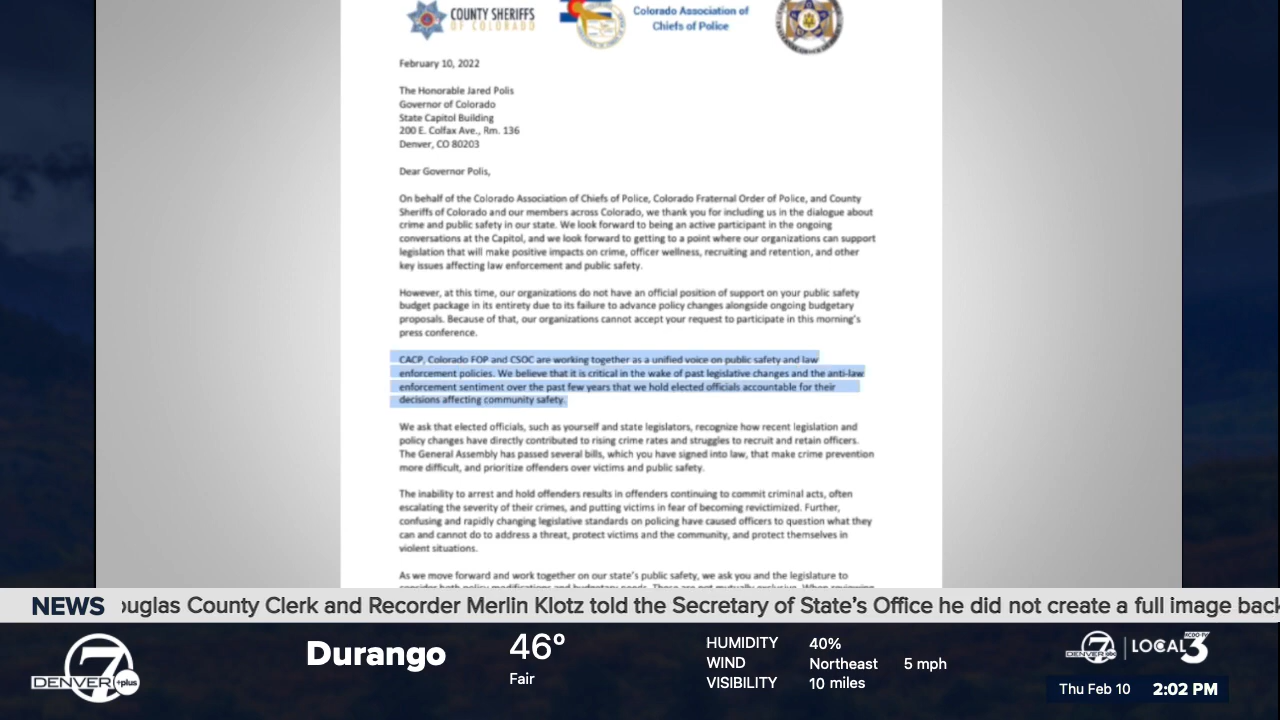 COUNTY SHERIFFS
OF COLORADO
Colorado Association of
Chiefs of Police
February 10, 2022
The Honorable Jared Polis
Governor of Colorado
State Capitol Building
200 E. Colfax Ave., Rm. 136
Denver, CO 80203
Dear Governor Polis,
On behalf of the Colorado Association of Chiefs of Police, Colorado Fraternal Order of Police, and County
Sheriffs of Colorado and our members across Colorado, we thank you for including us in the dialogue about
crime and public safety in our state. We look forward to being an active participant in the ongoing
conversations at the Capitol, and we look forward to getting to a point where our organizations can support
legislation that will make positive impacts on crime, officer wellness, recruiting and retention, and other
key issues affecting law enforcement and public safety.
However, at this time, our organizations do not have an official position of support on your public safety
budget package in its entirety due to its failure to advance policy changes alongside ongoing budgetary
proposals. Because of that, our organizations cannot accept your request to participate in this morning's
press conference.
CACP, Colorado FOP and CSOC are working together as a unified voice on public safety and law
enforcement policies. We believe that it is critical in the wake of past legislative changes and the anti-law
enforcement sentiment over the past few years that we hold elected officials accountable for their
decisions affecting community safety.
We ask that elected officials, such as yourself and state legislators, recognize how recent legislation and
policy changes have directly contributed to rising crime rates and struggles to recruit and retain officers.
The General Assembly has passed several bills, which you have signed into law, that make crime prevention
more difficult, and prioritize offenders over victims and public safety.
The inability to arrest and hold offenders results in offenders continuing to commit criminal acts, often
escalating the severity of their crimes, and putting victims in fear of becoming revictimized. Further,
confusing and rapidly changing legislative standards on policing have caused officers to question what they
can and cannot do to address a threat, protect victims and the community, and protect themselves in
violent situations.
As we move forward and work together on our state's public safety, we ask you and the legislature to
NEWS ouglas County Clerk and Recorder Merlin Klotz told the Secretary of State's Office he did not create a full image back
7
DENVER +plus
Durango 46° Fair
HUMIDITY 40%
WIND Northeast 5 mph
VISIBILITY 10 miles
7 DENVER abc | LOCAL 3 KCDO-TV
Thu Feb 10 2:02 PM